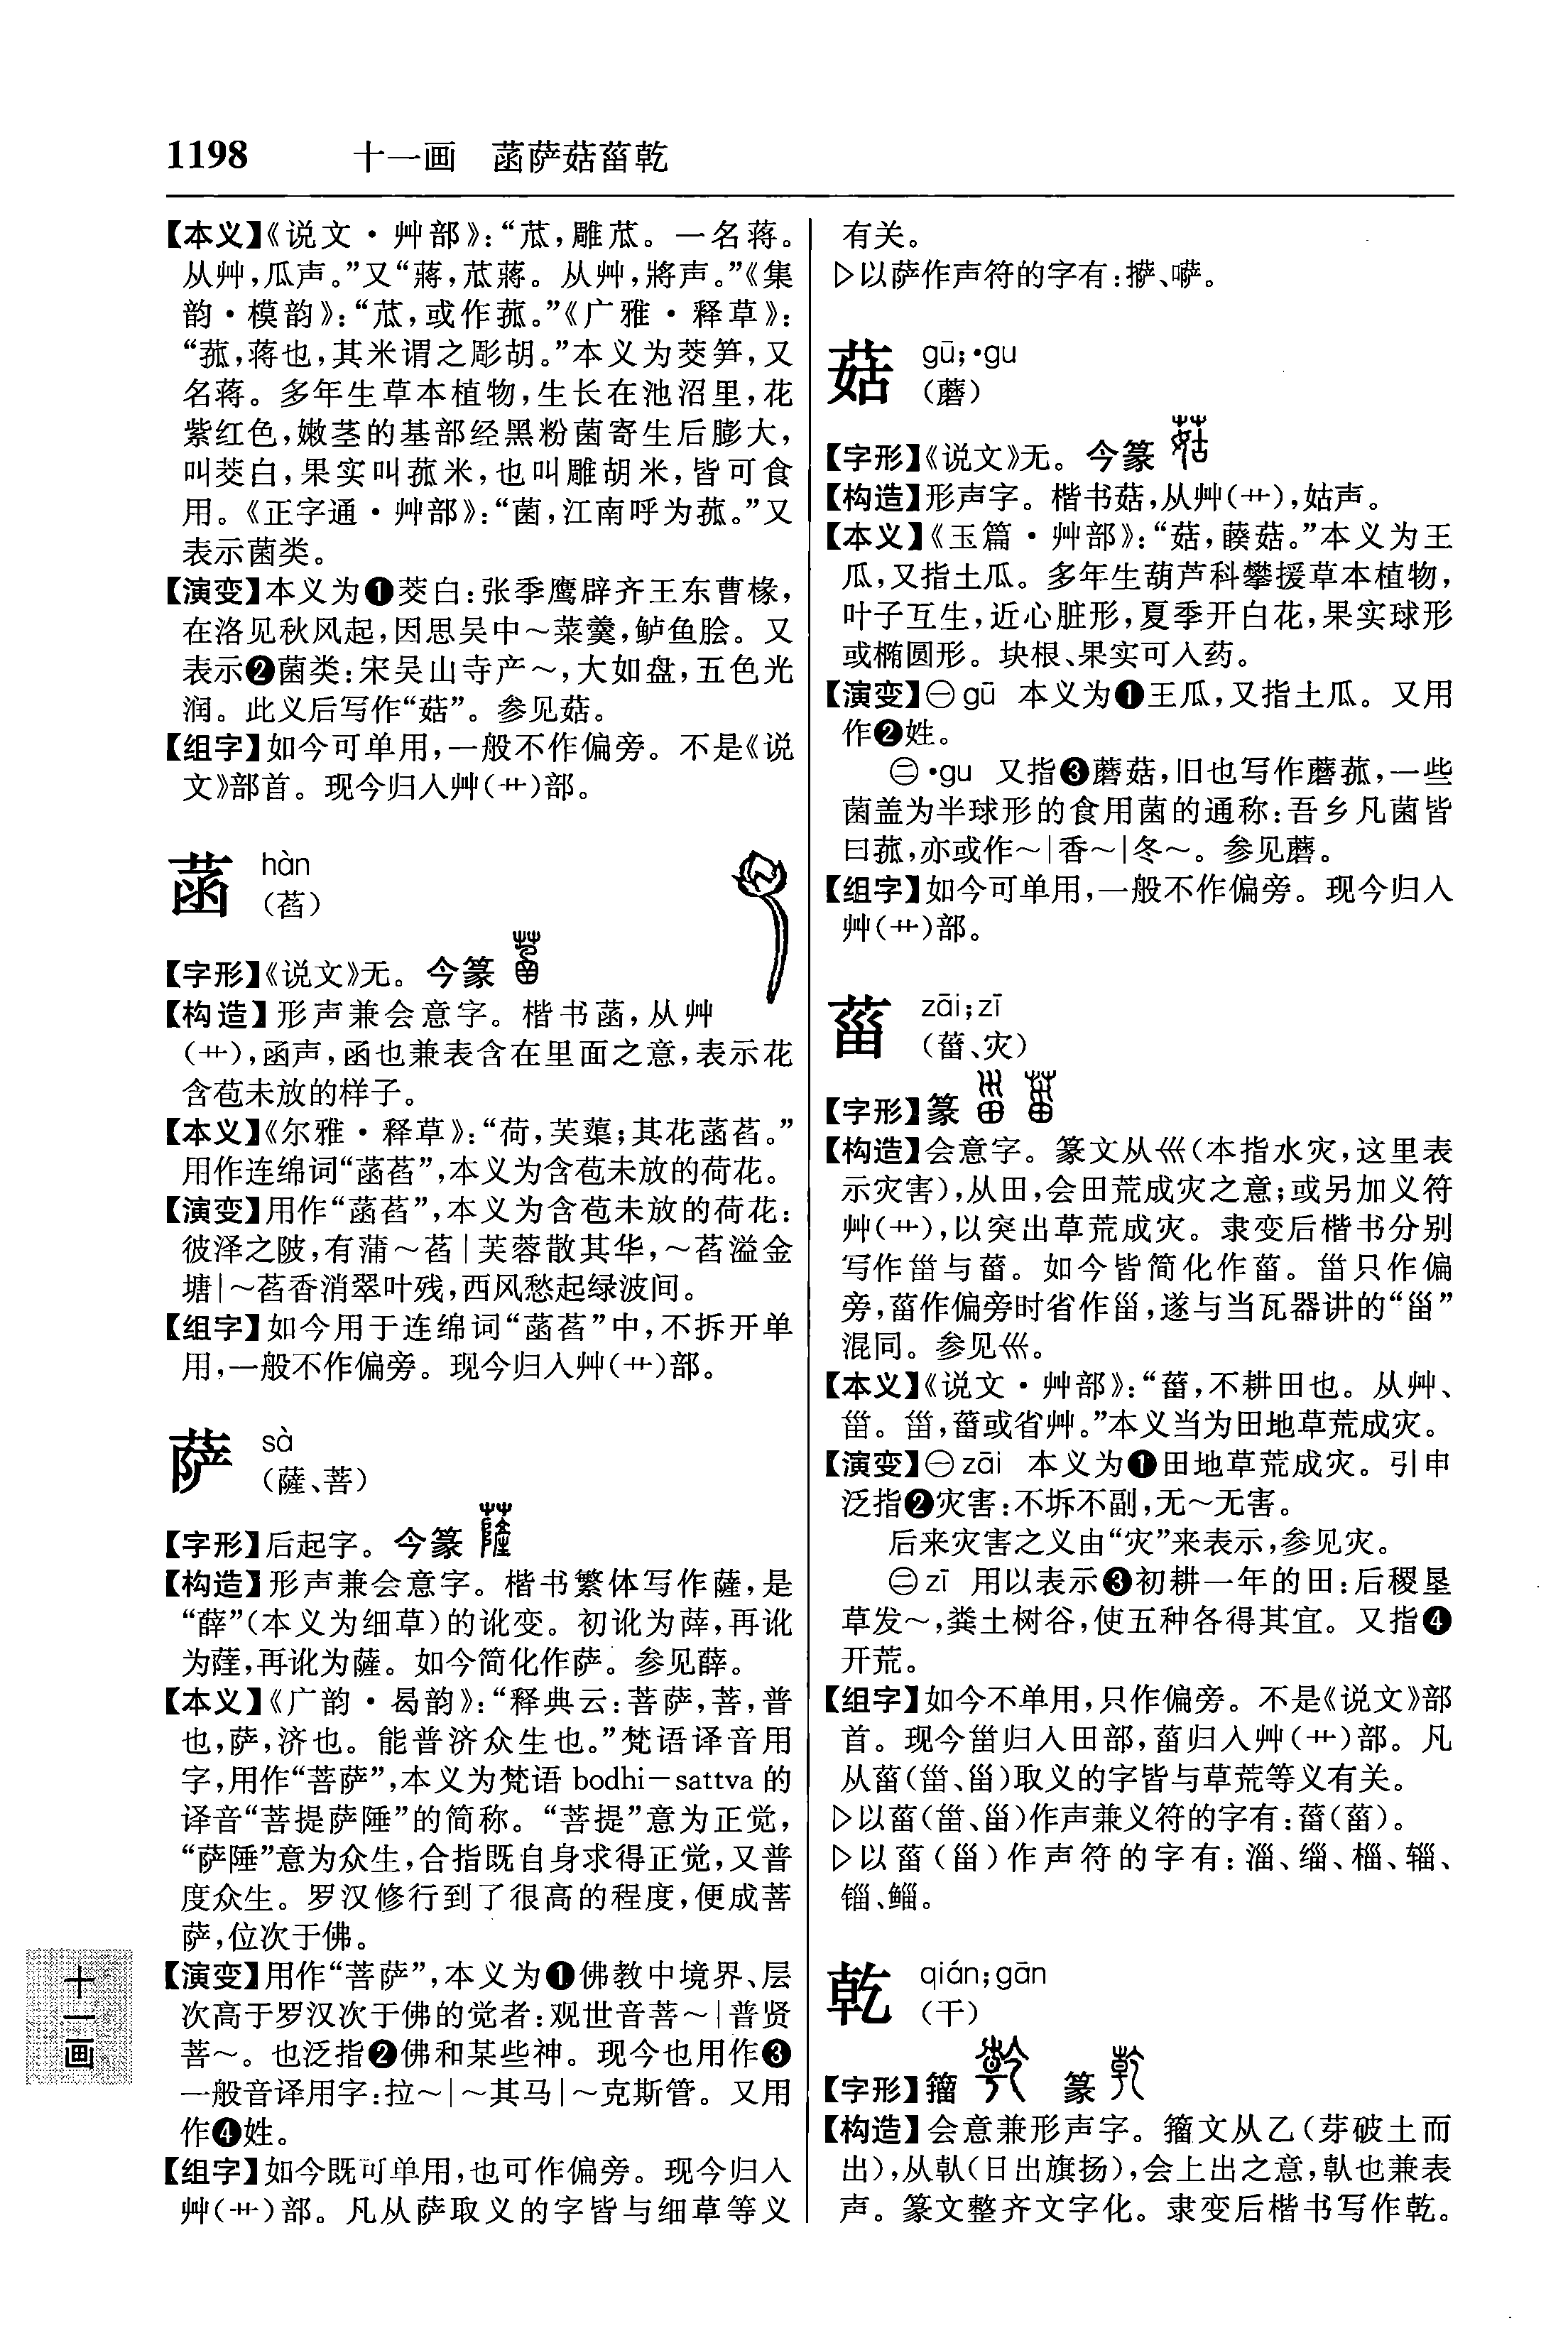 1198 十一画 菡萨菇菑乾
【本义】《说文·艸部》：“苽，雕苽。一名蒋。
从艸，瓜声。”又“蔣，苽蔣。从艸，將声。”《集
韵·模韵》：“苽，或作菰。”《广雅·释草》：
“菰，蒋也，其米谓之彫胡。”本义为茭笋，又
名蒋。多年生草本植物，生长在池沼里，花
紫红色，嫩茎的基部经黑粉菌寄生后膨大，
叫茭白，果实叫菰米，也叫雕胡米，皆可食
用。《正字通·艸部》：“菌，江南呼为菰。”又
表示菌类。
【演变】本义为❶茭白：张季鹰辟齐王东曹椽，
在洛见秋风起，因思吴中～菜羹，鲈鱼脍。又
表示❷菌类：宋吴山寺产～，大如盘，五色光
润。此义后写作“菇”。参见菇。
【组字】如今可单用，一般不作偏旁。不是《说
文》部首。现今归入艸（艹）部。
菡 hàn
（萏）
【字形】《说文》无。今篆
【构造】形声兼会意字。楷书菡，从艸
（艹），函声，函也兼表含在里面之意，表示花
含苞未放的样子。
【本义】《尔雅·释草》：“荷，芙蕖；其花菡萏。”
用作连绵词“菡萏”，本义为含苞未放的荷花。
【演变】用作“菡萏”，本义为含苞未放的荷花：
彼泽之陂，有蒲～萏｜芙蓉散其华，～萏溢金
塘｜～萏香消翠叶残，西风愁起绿波间。
【组字】如今用于连绵词“菡萏”中，不拆开单
用，一般不作偏旁。现今归入艸（艹）部。
萨 sà
（薩、菩）
【字形】后起字。今篆
【构造】形声兼会意字。楷书繁体写作薩，是
“薛”（本义为细草）的讹变。初讹为薛，再讹
为蕯，再讹为薩。如今简化作萨。参见薛。
【本义】《广韵·曷韵》：“释典云：菩萨，菩，普
也，萨，济也。能普济众生也。”梵语译音用
字，用作“菩萨”，本义为梵语 bodhi－sattva 的
译音“菩提萨陲”的简称。“菩提”意为正觉，
“萨陲”意为众生，合指既自身求得正觉，又普
度众生。罗汉修行到了很高的程度，便成菩
萨，位次于佛。
【演变】用作“菩萨”，本义为❶佛教中境界、层
次高于罗汉次于佛的觉者：观世音菩～｜普贤
菩～。也泛指❷佛和某些神。现今也用作❸
一般音译用字：拉～｜～其马｜～克斯管。又用
作❹姓。
【组字】如今既可单用，也可作偏旁。现今归入
艸（艹）部。凡从萨取义的字皆与细草等义
有关。
▷以萨作声符的字有：攃、嚓。
菇 gū；·gu
（蘑）
【字形】《说文》无。今篆
【构造】形声字。楷书菇，从艸（艹），姑声。
【本义】《玉篇·艸部》：“菇，䕷菇。”本义为王
瓜，又指土瓜。多年生葫芦科攀援草本植物，
叶子互生，近心脏形，夏季开白花，果实球形
或椭圆形。块根、果实可入药。
【演变】㊀gū 本义为❶王瓜，又指土瓜。又用
作❷姓。
㊁·gu 又指❸蘑菇，旧也写作蘑菰，一些
菌盖为半球形的食用菌的通称：吾乡凡菌皆
曰菰，亦或作～｜香～｜冬～。参见蘑。
【组字】如今可单用，一般不作偏旁。现今归入
艸（艹）部。
菑 zāi；zī
（葘、灾）
【字形】篆
【构造】会意字。篆文从巛（本指水灾，这里表
示灾害），从田，会田荒成灾之意；或另加义符
艸（艹），以突出草荒成灾。隶变后楷书分别
写作甾与葘。如今皆简化作菑。甾只作偏
旁，菑作偏旁时省作甾，遂与当瓦器讲的“甾”
混同。参见巛。
【本义】《说文·艸部》：“葘，不耕田也。从艸、
甾。甾，葘或省艸。”本义当为田地草荒成灾。
【演变】㊀zāi 本义为❶田地草荒成灾。引申
泛指❷灾害：不坼不副，无～无害。
后来灾害之义由“灾”来表示，参见灾。
㊁zī 用以表示❸初耕一年的田：后稷垦
草发～，粪土树谷，使五种各得其宜。又指❹
开荒。
【组字】如今不单用，只作偏旁。不是《说文》部
首。现今甾归入田部，菑归入艸（艹）部。凡
从菑（甾、甾）取义的字皆与草荒等义有关。
▷以菑（甾、甾）作声兼义符的字有：葘（菑）。
▷以菑（甾）作声符的字有：淄、缁、椔、辎、
锱、鲻。
乾 qián；gān
（干）
【字形】籀 篆
【构造】会意兼形声字。籀文从乙（芽破土而
出），从倝（日出旗扬），会上出之意，倝也兼表
声。篆文整齐文字化。隶变后楷书写作乾。
十一画